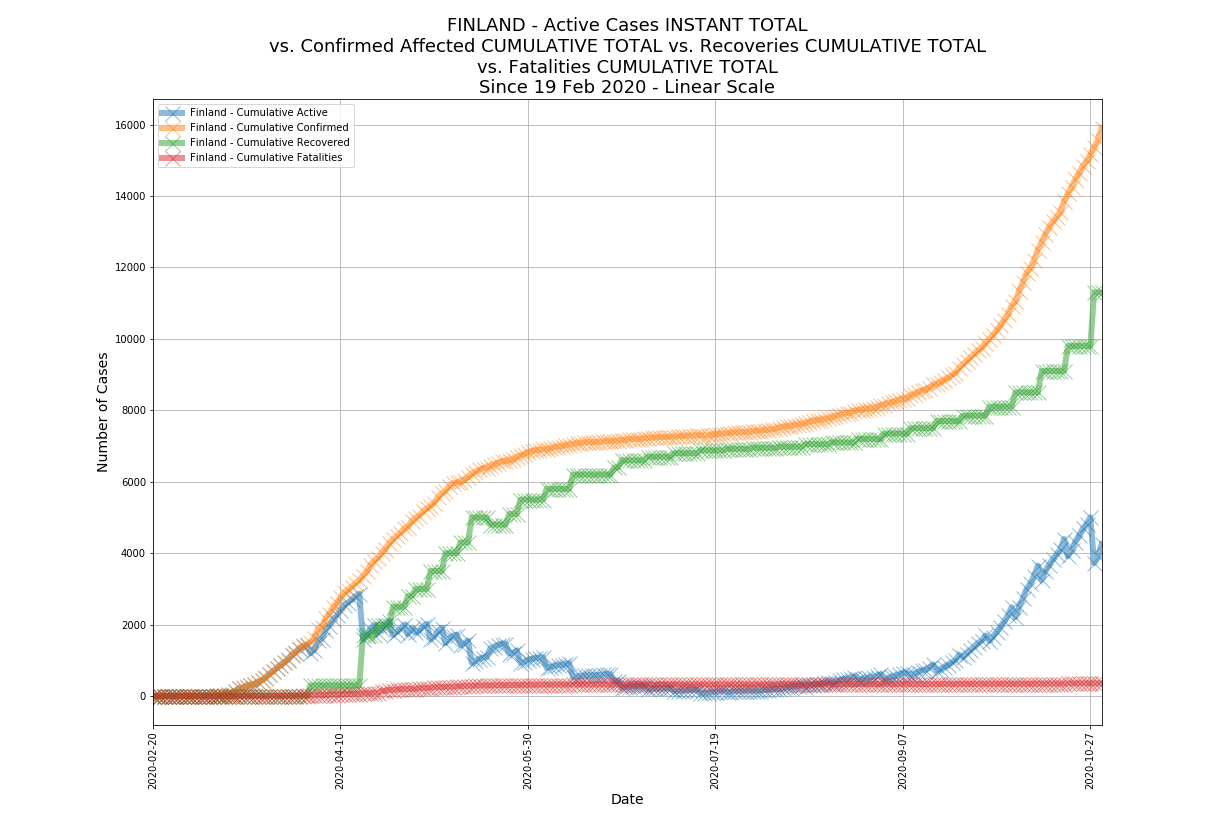 FINLAND - Active Cases INSTANT TOTAL
vs. Confirmed Affected CUMULATIVE TOTAL vs. Recoveries CUMULATIVE TOTAL
vs. Fatalities CUMULATIVE TOTAL
Since 19 Feb 2020 - Linear Scale
Finland - Cumulative Active
Finland - Cumulative Confirmed
Finland - Cumulative Recovered
Finland - Cumulative Fatalities
Number of Cases
16000
14000
12000
10000
8000
6000
4000
2000
0
2020-02-20
2020-04-10
2020-05-30
2020-07-19
2020-09-07
2020-10-27
Date